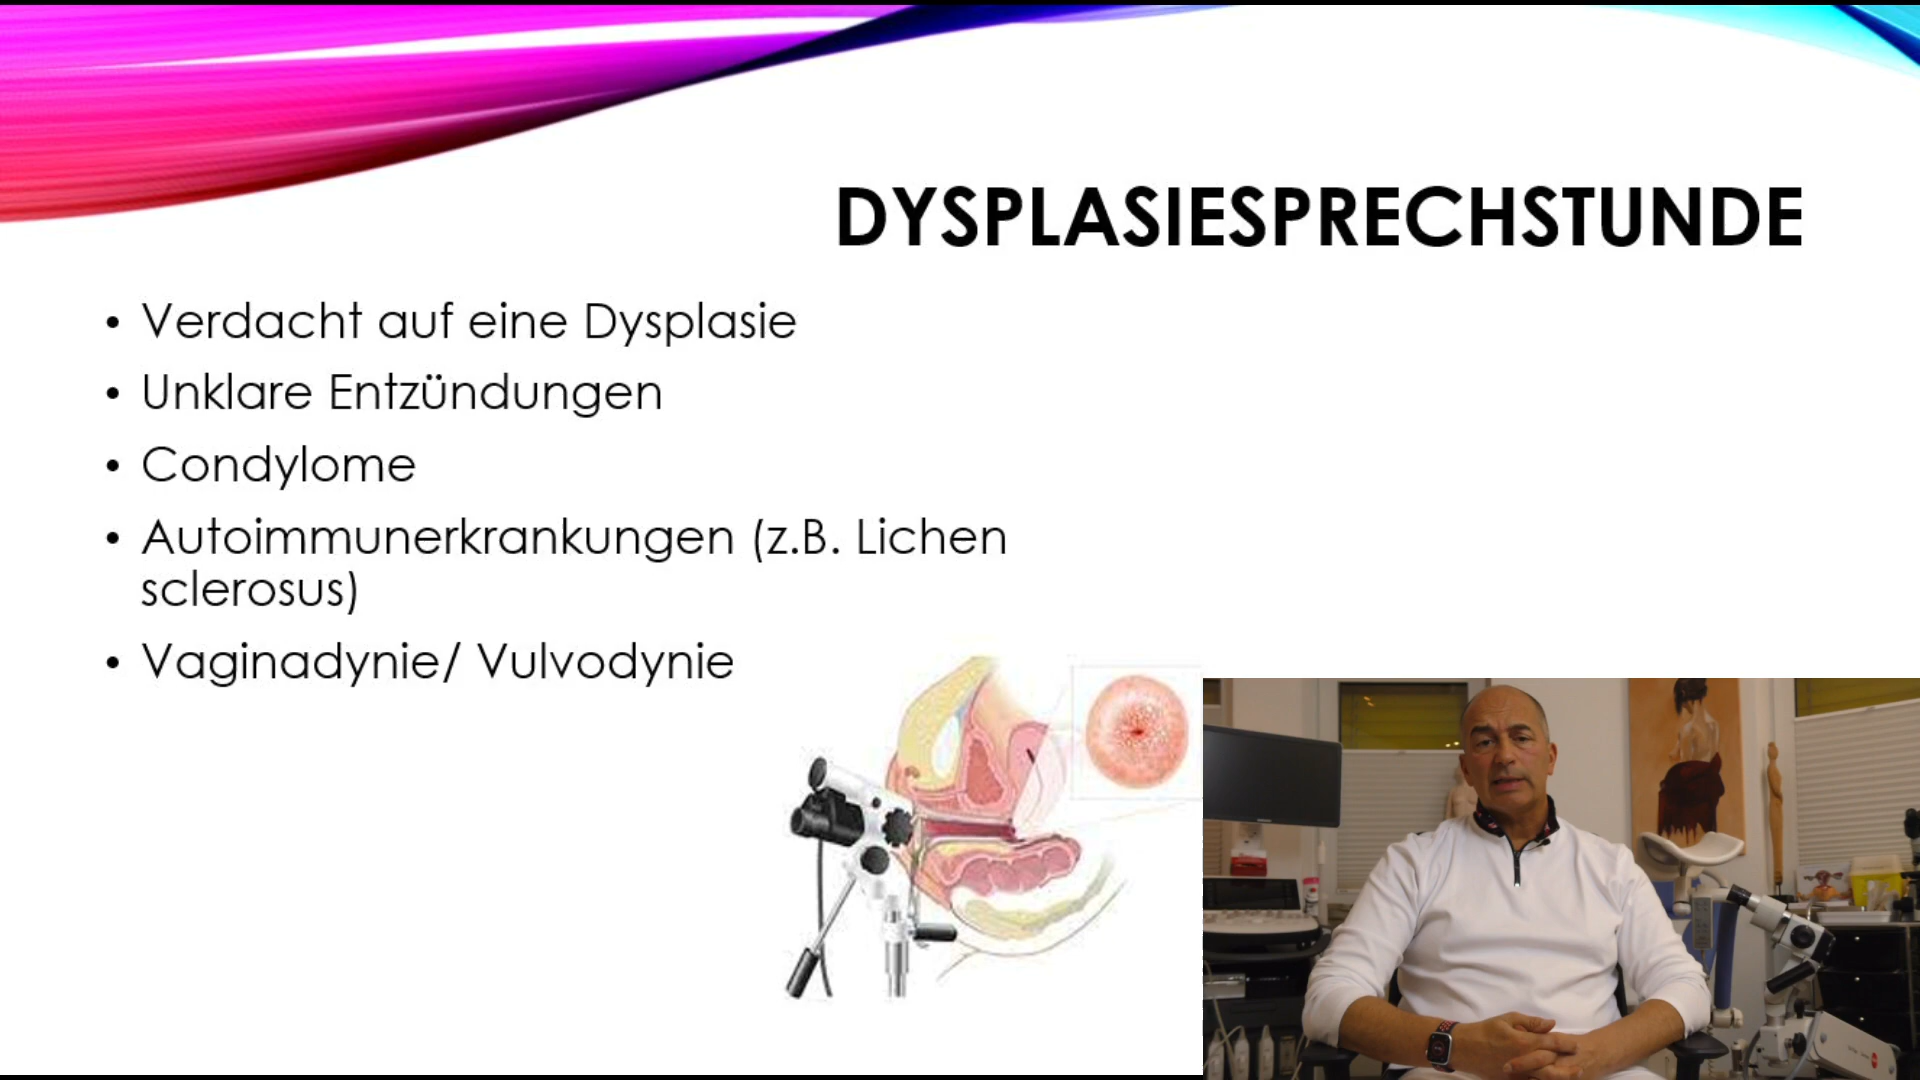 DYSPLASIESPRECHSTUNDE
• Verdacht auf eine Dysplasie
• Unklare Entzündungen
• Condylome
• Autoimmunerkrankungen (z.B. Lichen
sclerosus)
• Vaginadynie/ Vulvodynie